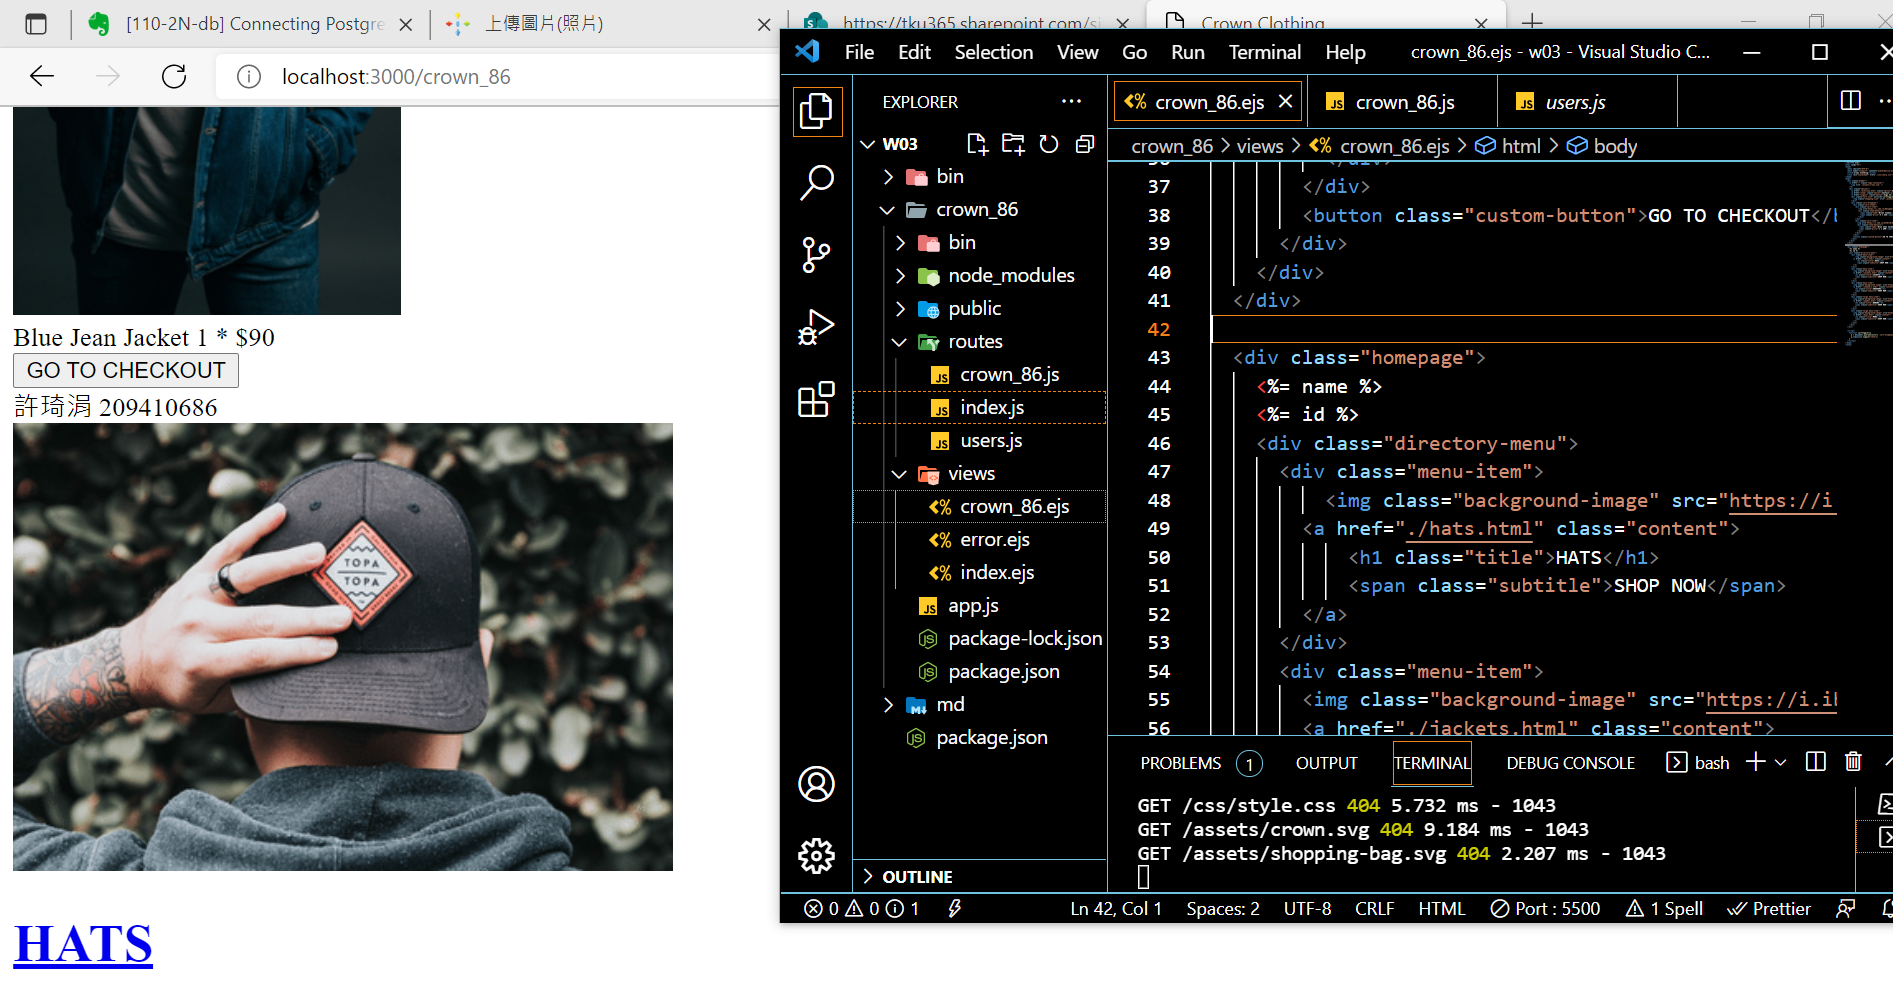 [110-2N-db] Connecting Postgre
上傳圖片(照片)
https://tku365.sharepoint.com/si
Crown Clothing
localhost:3000/crown_86
File Edit Selection View Go Run Terminal Help
crown_86.ejs - w03 - Visual Studio C...
EXPLORER
W03
bin
crown_86
bin
node_modules
public
routes
crown_86.js
index.js
users.js
views
crown_86.ejs
error.ejs
index.ejs
app.js
package-lock.json
package.json
md
package.json
OUTLINE
crown_86.ejs
crown_86.js
users.js
crown_86 > views > crown_86.ejs > html > body
36 </div>
37 </div>
38 <button class="custom-button">GO TO CHECKOUT</b
39 </div>
40 </div>
41 </div>
42
43 <div class="homepage">
44 <%= name %>
45 <%= id %>
46 <div class="directory-menu">
47 <div class="menu-item">
48 <img class="background-image" src="https://i
49 <a href="./hats.html" class="content">
50 <h1 class="title">HATS</h1>
51 <span class="subtitle">SHOP NOW</span>
52 </a>
53 </div>
54 <div class="menu-item">
55 <img class="background-image" src="https://i.ib
56 <a href="./jackets.html" class="content">
PROBLEMS 1 OUTPUT TERMINAL DEBUG CONSOLE bash
GET /css/style.css 404 5.732 ms - 1043
GET /assets/crown.svg 404 9.184 ms - 1043
GET /assets/shopping-bag.svg 404 2.207 ms - 1043
0 0 1 Ln 42, Col 1 Spaces: 2 UTF-8 CRLF HTML Port : 5500 1 Spell Prettier
Blue Jean Jacket 1 * $90
GO TO CHECKOUT
許琦涓 209410686
TOPA
TOPA
HATS